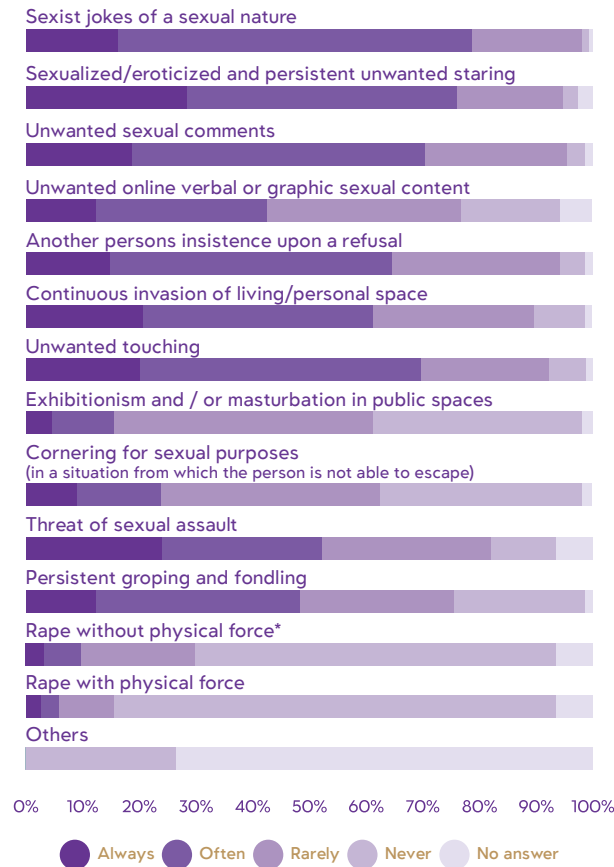 Sexist jokes of a sexual nature
Sexualized/eroticized and persistent unwanted staring
Unwanted sexual comments
Unwanted online verbal or graphic sexual content
Another persons insistence upon a refusal
Continuous invasion of living/personal space
Unwanted touching
Exhibitionism and / or masturbation in public spaces
Cornering for sexual purposes
(in a situation from which the person is not able to escape)
Threat of sexual assault
Persistent groping and fondling
Rape without physical force*
Rape with physical force
Others
0% 10% 20% 30% 40% 50% 60% 70% 80% 90% 100%
Always Often Rarely Never No answer